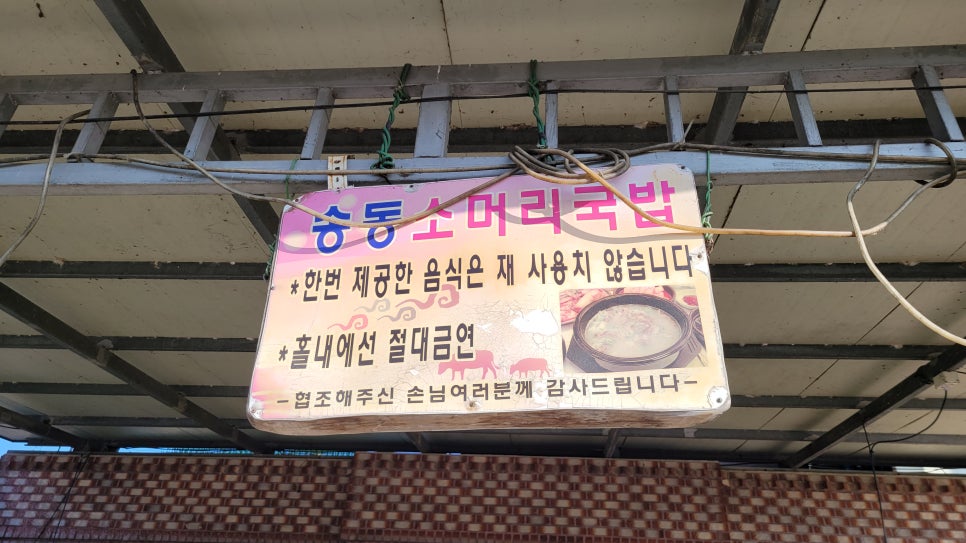 송동소머리국밥
*한번 제공한 음식은 재 사용치 않습니다
*홀내에선 절대금연
-협조해주신 손님여러분께 감사드립니다-